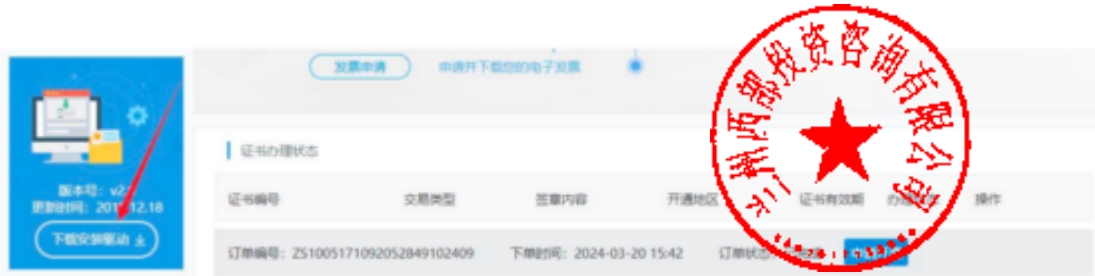 发票申请 申请并下载您的电子发票
证书办理状态
版本号：v2.
更新时间：201 12.18
下载安装驱动
证书编号 交易类型 签章内容 开通地区 证书有效期 操作
订单编号：ZS1005171092052849102409 下单时间：2024-03-20 15:42 订单状态
兰州西部投资咨询有限公司